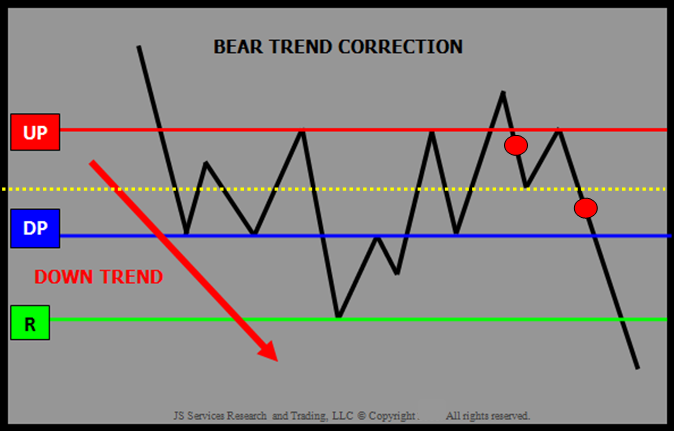 BEAR TREND CORRECTION
UP
DP
DOWN TREND
R
JS Services Research and Trading, LLC © Copyright . All rights reserved.